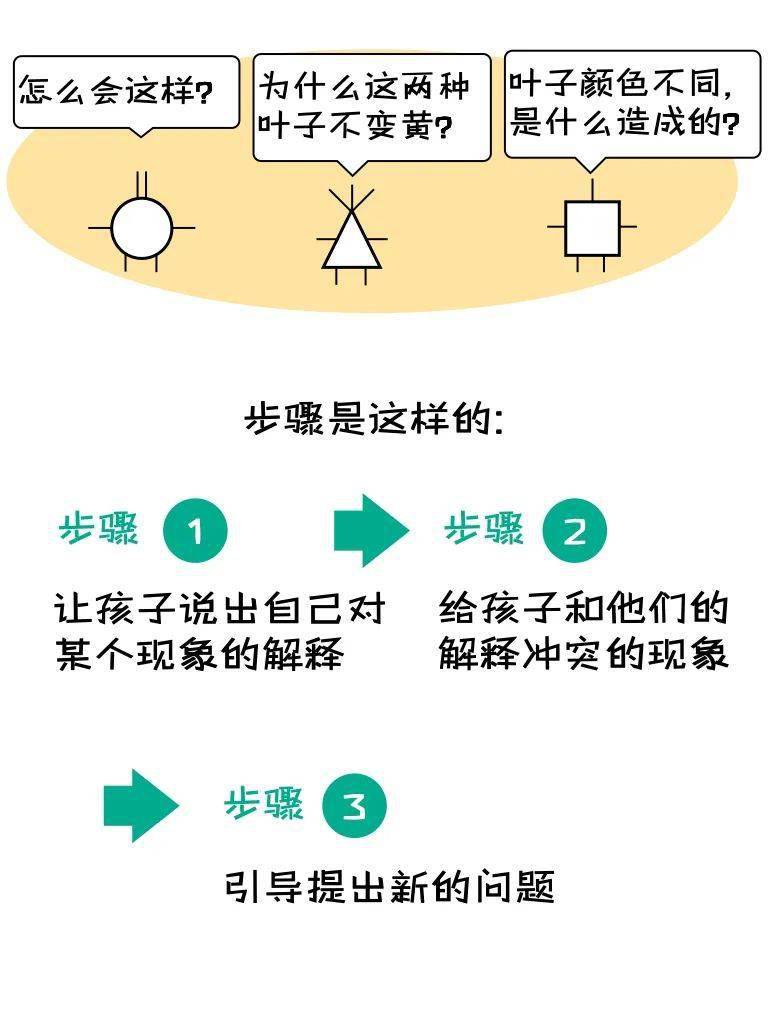 怎么会这样?
为什么这两种
叶子不变黄?
叶子颜色不同,
是什么造成的?
步骤是这样的:
步骤 1
让孩子说出自己对
某个现象的解释
步骤 2
给孩子和他们的
解释冲突的现象
步骤 3
引导提出新的问题